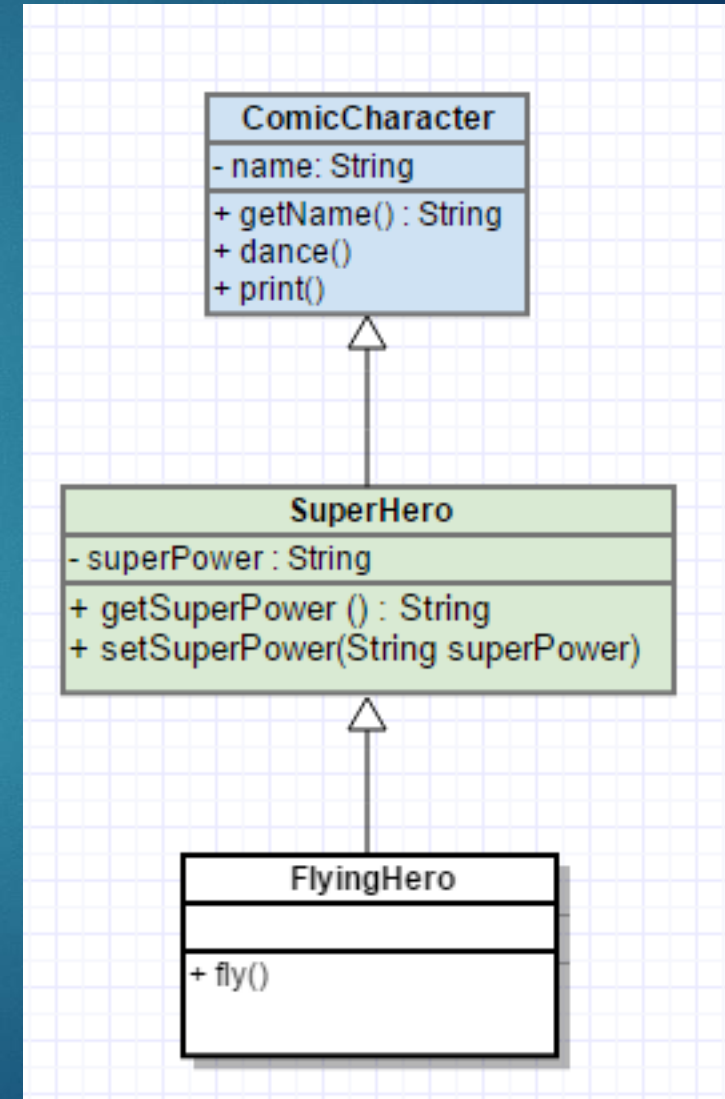 ComicCharacter
- name: String
+ getName() : String
+ dance()
+ print()
SuperHero
- superPower : String
+ getSuperPower () : String
+ setSuperPower(String superPower)
FlyingHero
+ fly()